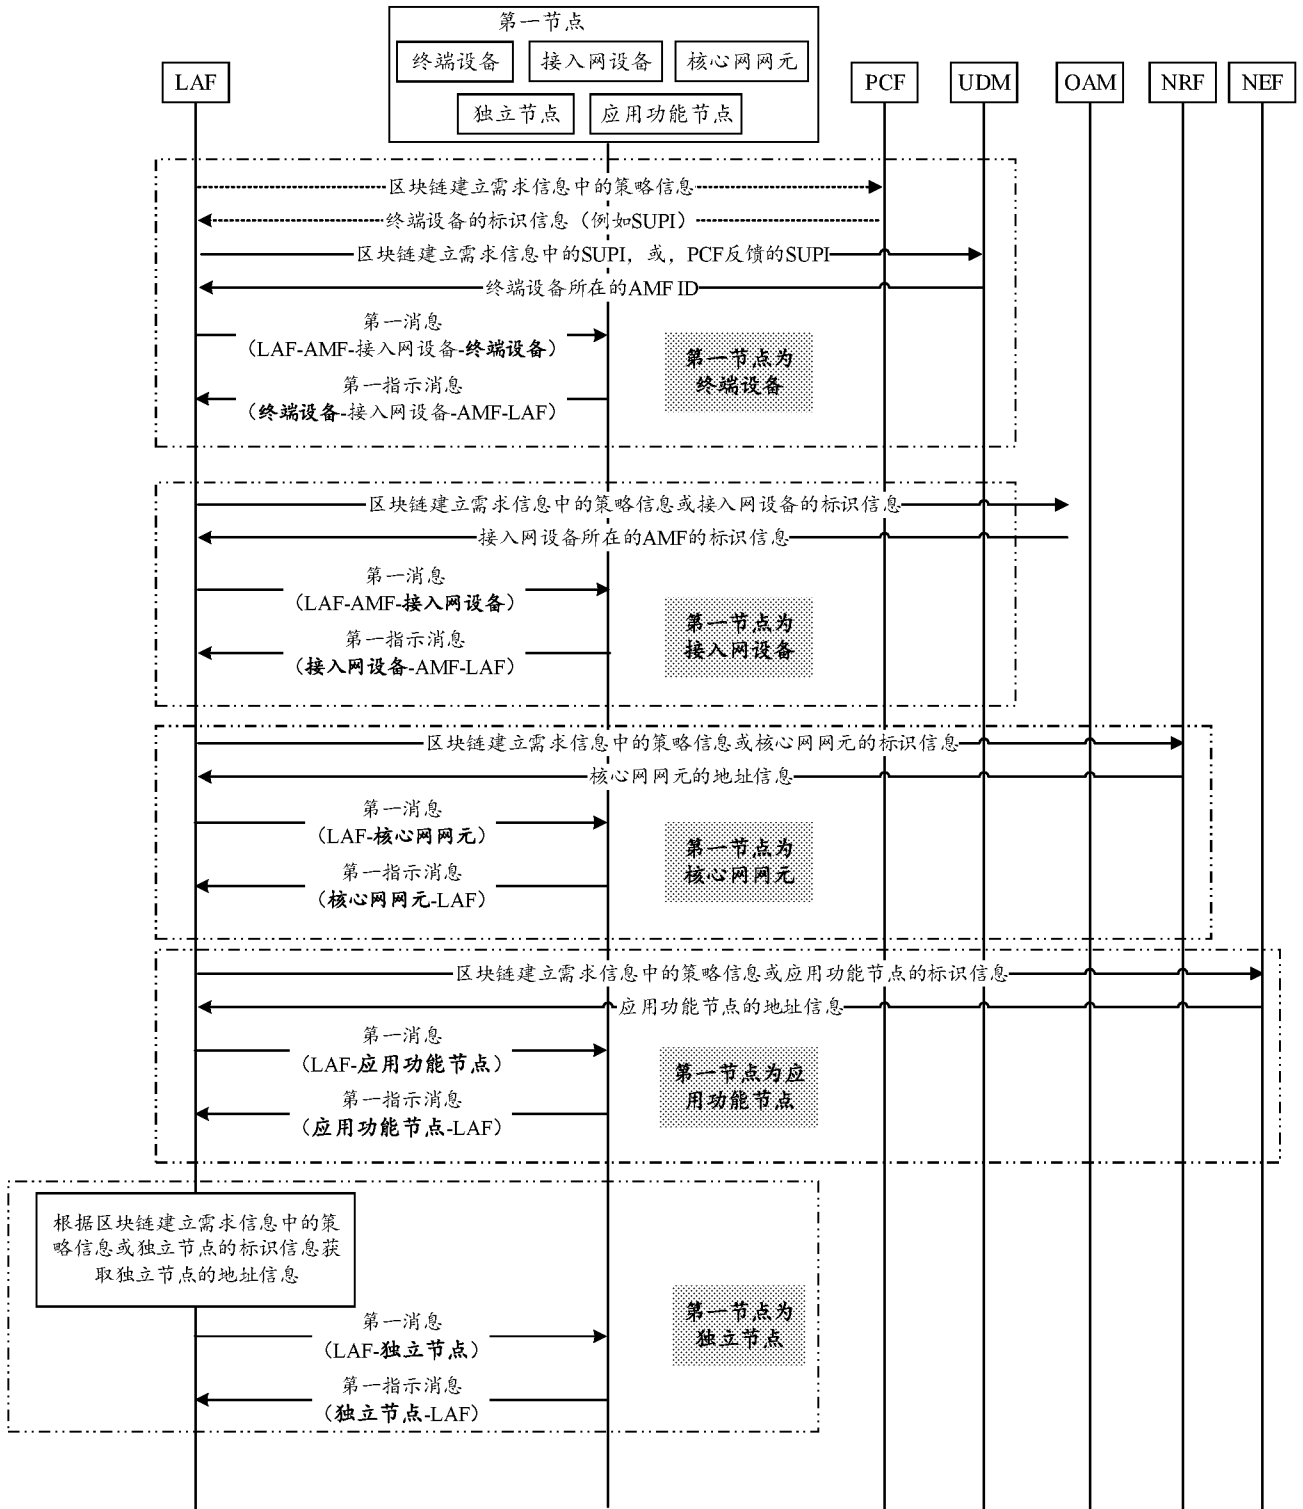 第一节点
终端设备
接入网设备
核心网网元
独立节点
应用功能节点
LAF
PCF
UDM
OAM
NRF
NEF
区块链建立需求信息中的策略信息
终端设备的标识信息（例如SUPI）
区块链建立需求信息中的SUPI，或，PCF反馈的SUPI
终端设备所在的AMF ID
第一消息
（LAF-AMF-接入网设备-终端设备）
第一指示消息
（终端设备-接入网设备-AMF-LAF）
第一节点为
终端设备
区块链建立需求信息中的策略信息或接入网设备的标识信息
接入网设备所在的AMF的标识信息
第一消息
（LAF-AMF-接入网设备）
第一指示消息
（接入网设备-AMF-LAF）
第一节点为
接入网设备
区块链建立需求信息中的策略信息或核心网网元的标识信息
核心网网元的地址信息
第一消息
（LAF-核心网网元）
第一指示消息
（核心网网元-LAF）
第一节点为
核心网网元
区块链建立需求信息中的策略信息或应用功能节点的标识信息
应用功能节点的地址信息
第一消息
（LAF-应用功能节点）
第一指示消息
（应用功能节点-LAF）
第一节点为应
用功能节点
根据区块链建立需求信息中的策
略信息或独立节点的标识信息获
取独立节点的地址信息
第一消息
（LAF-独立节点）
第一指示消息
（独立节点-LAF）
第一节点为
独立节点